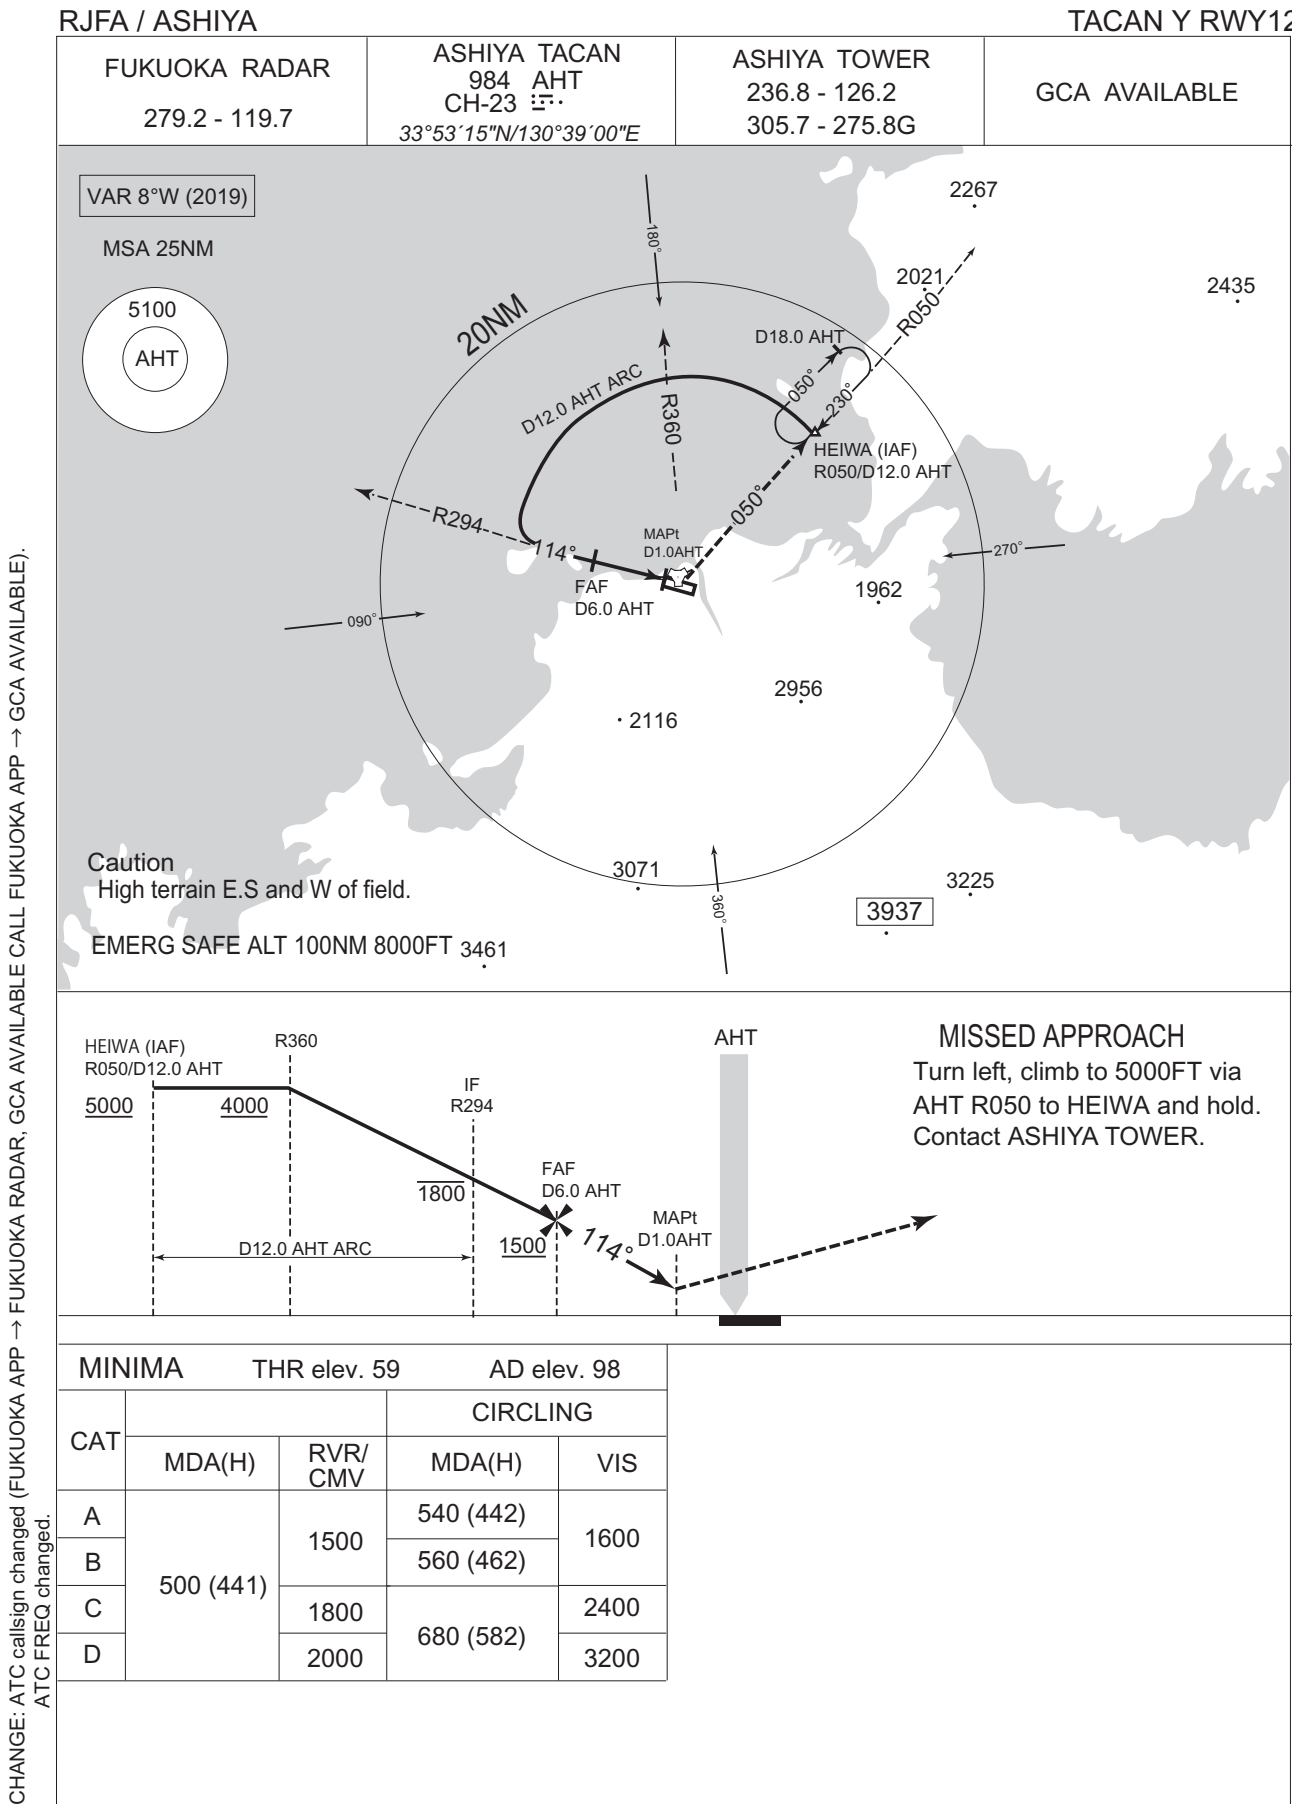 RJFA / ASHIYA
TACAN Y RWY12
FUKUOKA RADAR
279.2 - 119.7
ASHIYA TACAN
984 AHT
CH-23
33°53´15"N/130°39´00"E
ASHIYA TOWER
236.8 - 126.2
305.7 - 275.8G
GCA AVAILABLE
VAR 8°W (2019)
MSA 25NM
5100
AHT
20NM
180°
2267
2021
2435
R050
D18.0 AHT
050°
230°
D12.0 AHT ARC
R360
HEIWA (IAF)
R050/D12.0 AHT
R294
114°
050°
MAPt
D1.0AHT
FAF
D6.0 AHT
270°
090°
1962
2956
2116
3071
360°
3225
3937
3461
Caution
High terrain E.S and W of field.
EMERG SAFE ALT 100NM 8000FT
HEIWA (IAF)
R050/D12.0 AHT
5000
R360
4000
IF
R294
1800
FAF
D6.0 AHT
1500
D12.0 AHT ARC
114°
MAPt
D1.0AHT
AHT
MISSED APPROACH
Turn left, climb to 5000FT via
AHT R050 to HEIWA and hold.
Contact ASHIYA TOWER.
MINIMA THR elev. 59 AD elev. 98
CAT
CIRCLING
MDA(H)
RVR/
CMV
MDA(H)
VIS
A
B
C
D
500 (441)
1500
1800
2000
540 (442)
560 (462)
680 (582)
1600
2400
3200
CHANGE: ATC callsign changed (FUKUOKA APP → FUKUOKA RADAR, GCA AVAILABLE CALL FUKUOKA APP → GCA AVAILABLE).
ATC FREQ changed.